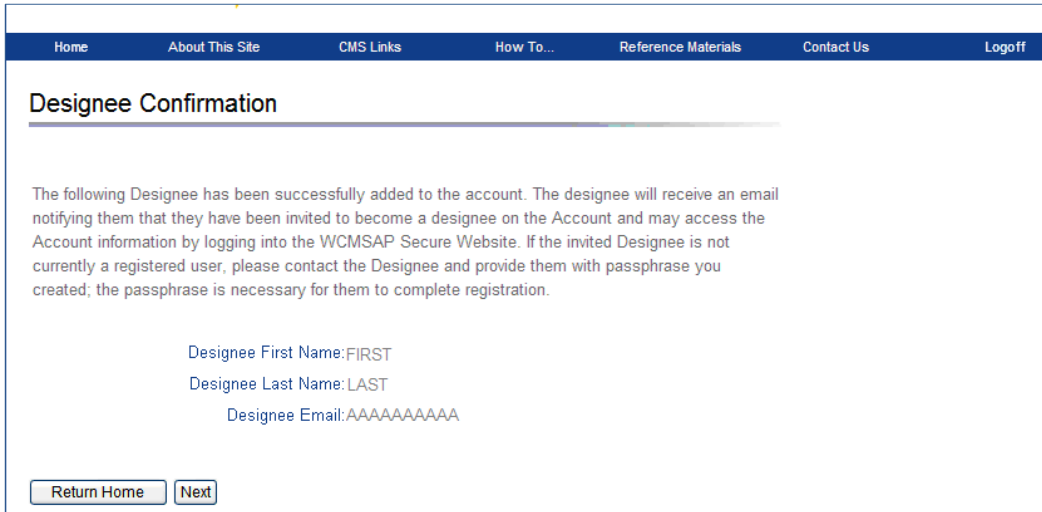 Home About This Site CMS Links How To... Reference Materials Contact Us Logoff
Designee Confirmation
The following Designee has been successfully added to the account. The designee will receive an email
notifying them that they have been invited to become a designee on the Account and may access the
Account information by logging into the WCMSAP Secure Website. If the invited Designee is not
currently a registered user, please contact the Designee and provide them with passphrase you
created; the passphrase is necessary for them to complete registration.
Designee First Name: FIRST
Designee Last Name: LAST
Designee Email: AAAAAAAAAA
Return Home Next